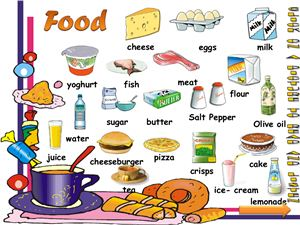 Food
cheese
eggs
milk
Milk
Milk
yoghurt
fish
meat
flour
water
sugar
butter
Salt Pepper
Olive oil
juice
cheeseburger
pizza
crisps
cake
tea
ice- cream
lemonade